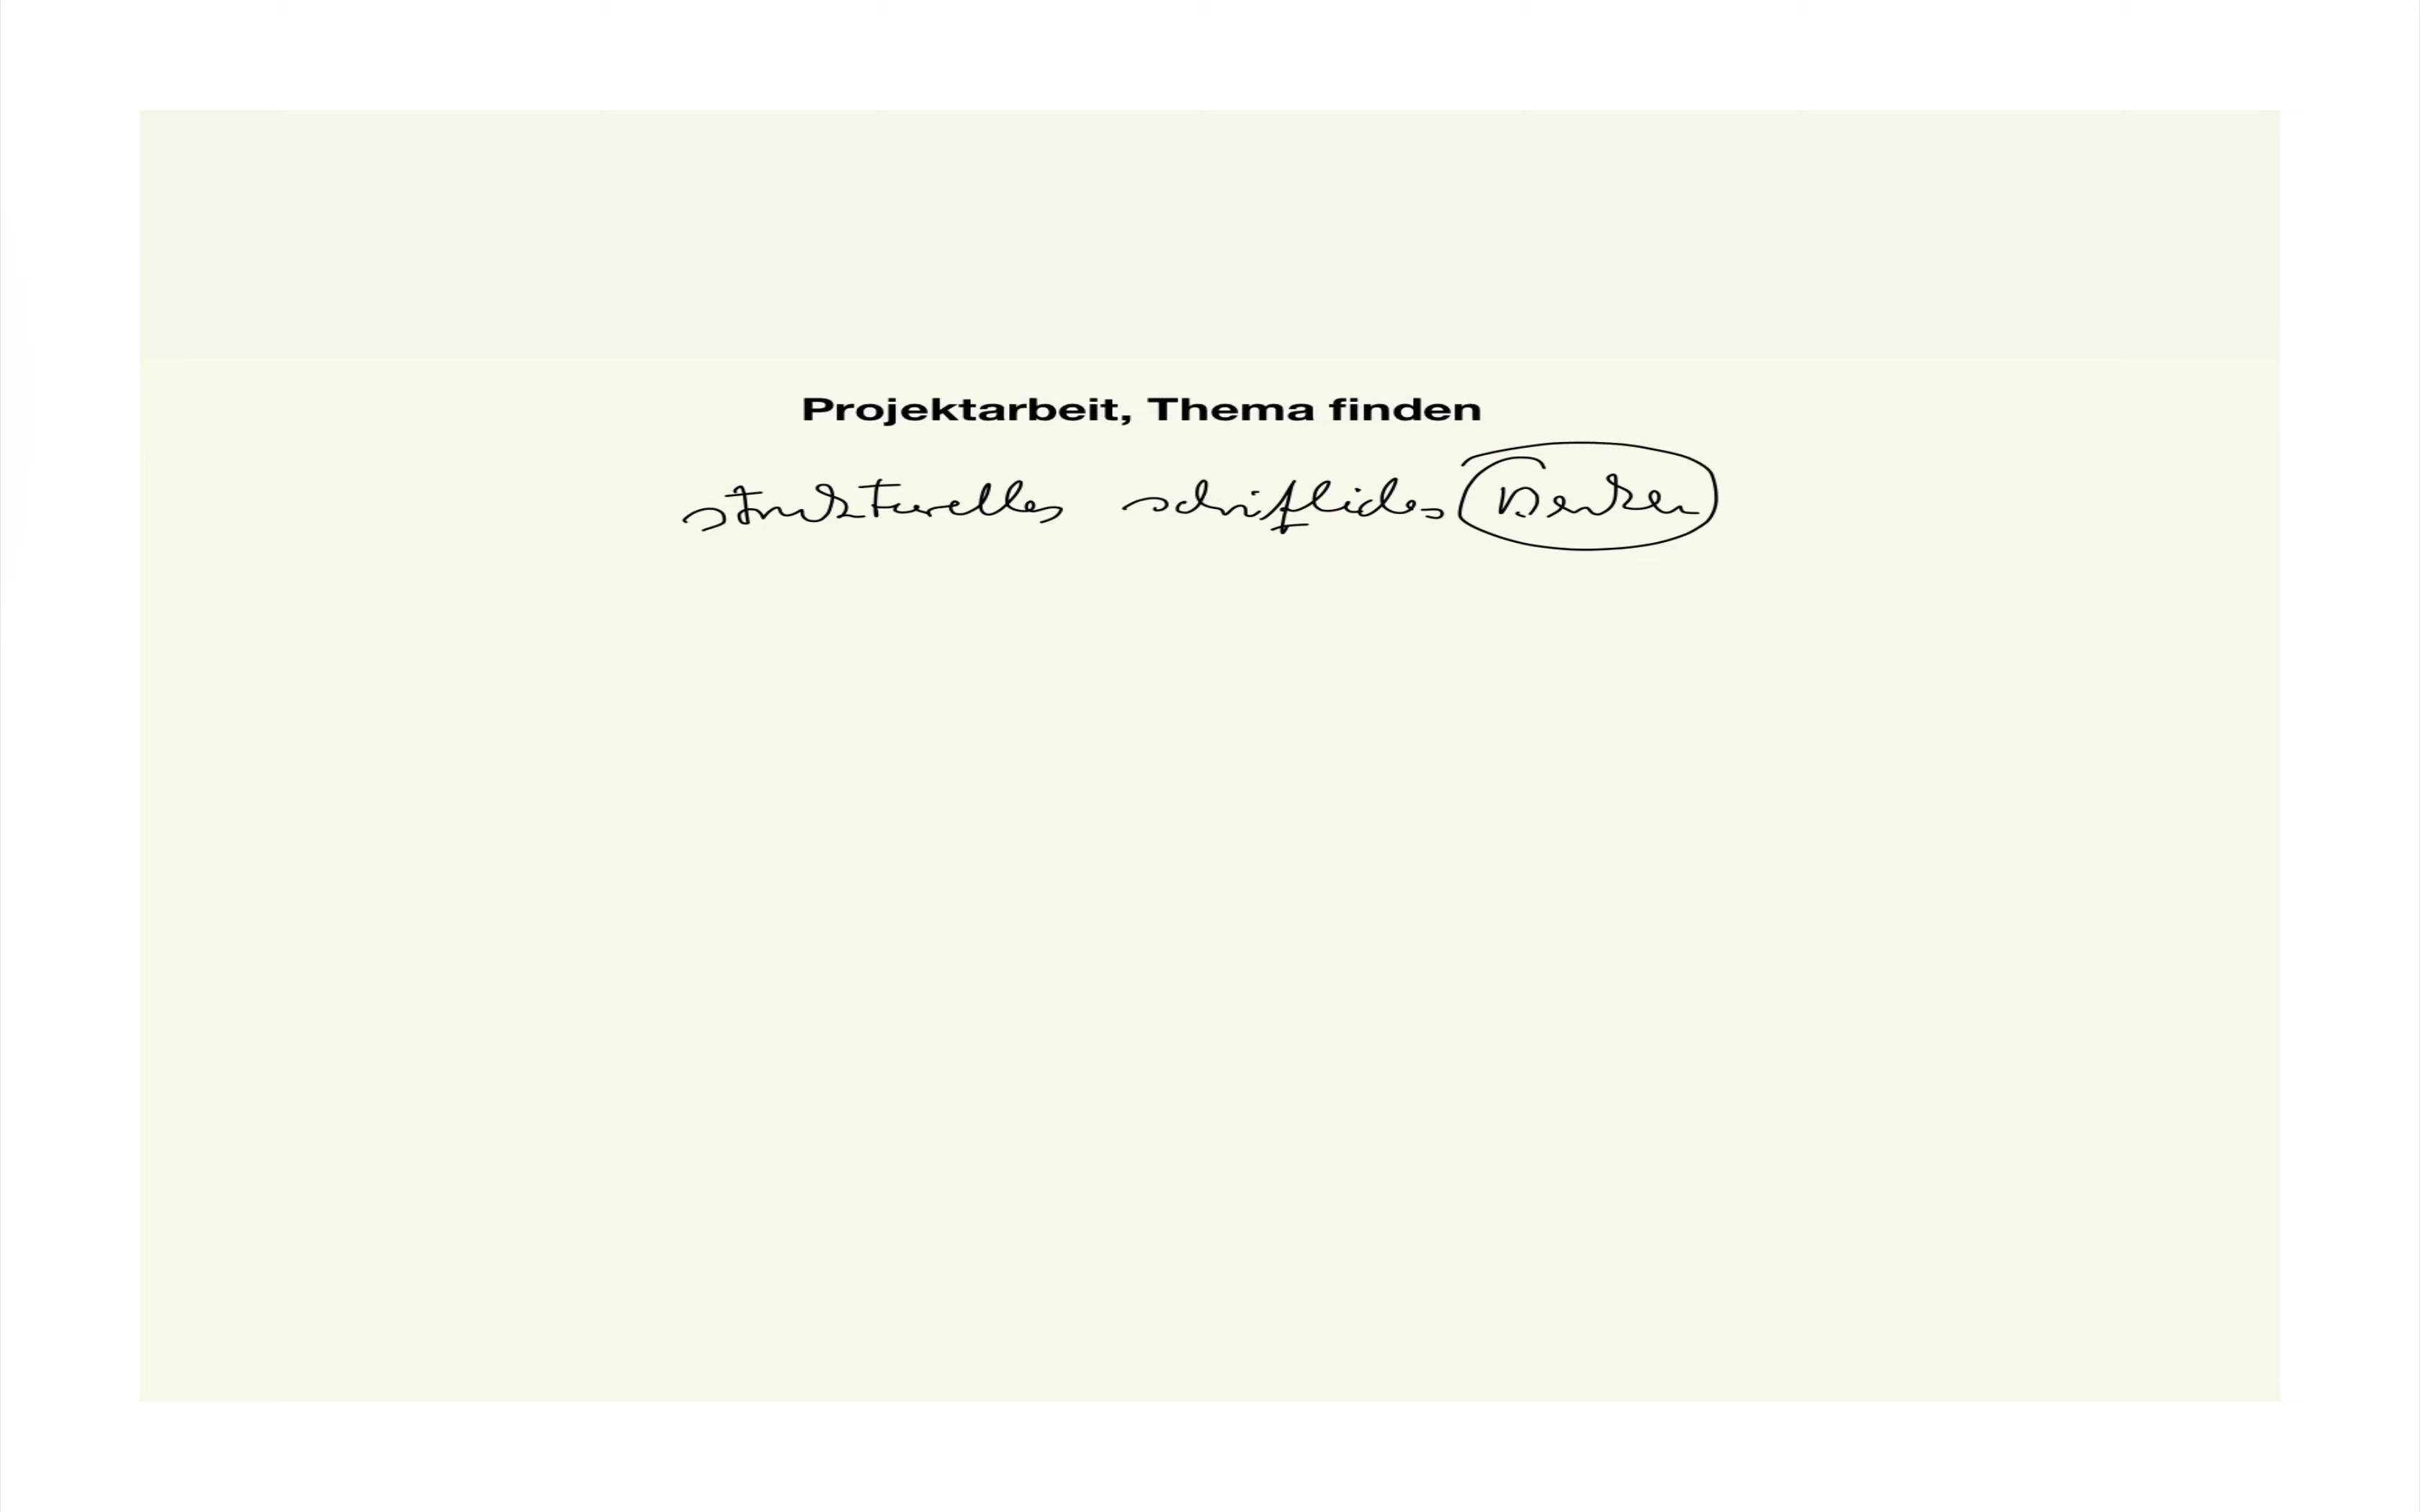 Projektarbeit, Thema finden
strukturelles schriftliches Denken